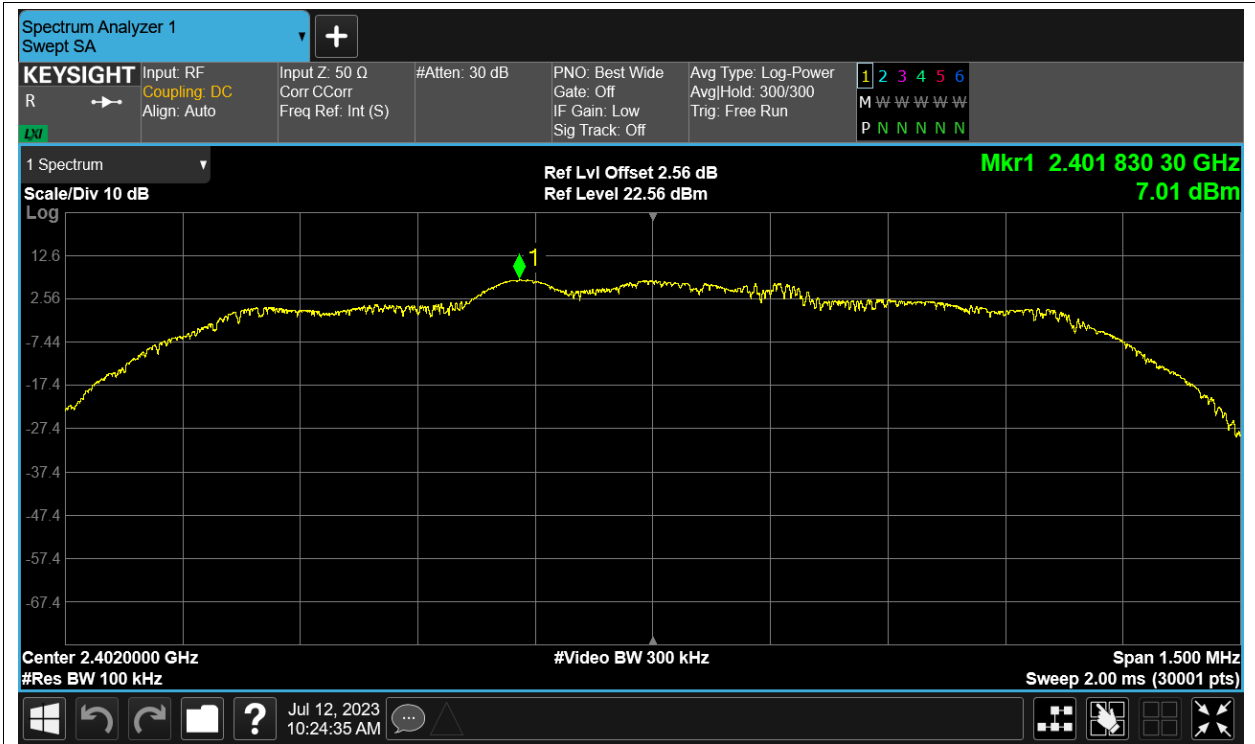 Spectrum Analyzer 1
Swept SA
KEYSIGHT
R
LXI
Input: RF
Coupling: DC
Align: Auto
Input Z: 50 Ω
Corr CCorr
Freq Ref: Int (S)
#Atten: 30 dB
PNO: Best Wide
Gate: Off
IF Gain: Low
Sig Track: Off
Avg Type: Log-Power
Avg|Hold: 300/300
Trig: Free Run
1 2 3 4 5 6
M W W W W W
P N N N N N
1 Spectrum
Scale/Div 10 dB
Log
Ref Lvl Offset 2.56 dB
Ref Level 22.56 dBm
Mkr1 2.401 830 30 GHz
7.01 dBm
1
12.6
2.56
-7.44
-17.4
-27.4
-37.4
-47.4
-57.4
-67.4
Center 2.4020000 GHz
#Video BW 300 kHz
Span 1.500 MHz
#Res BW 100 kHz
Sweep 2.00 ms (30001 pts)
?
Jul 12, 2023
10:24:35 AM